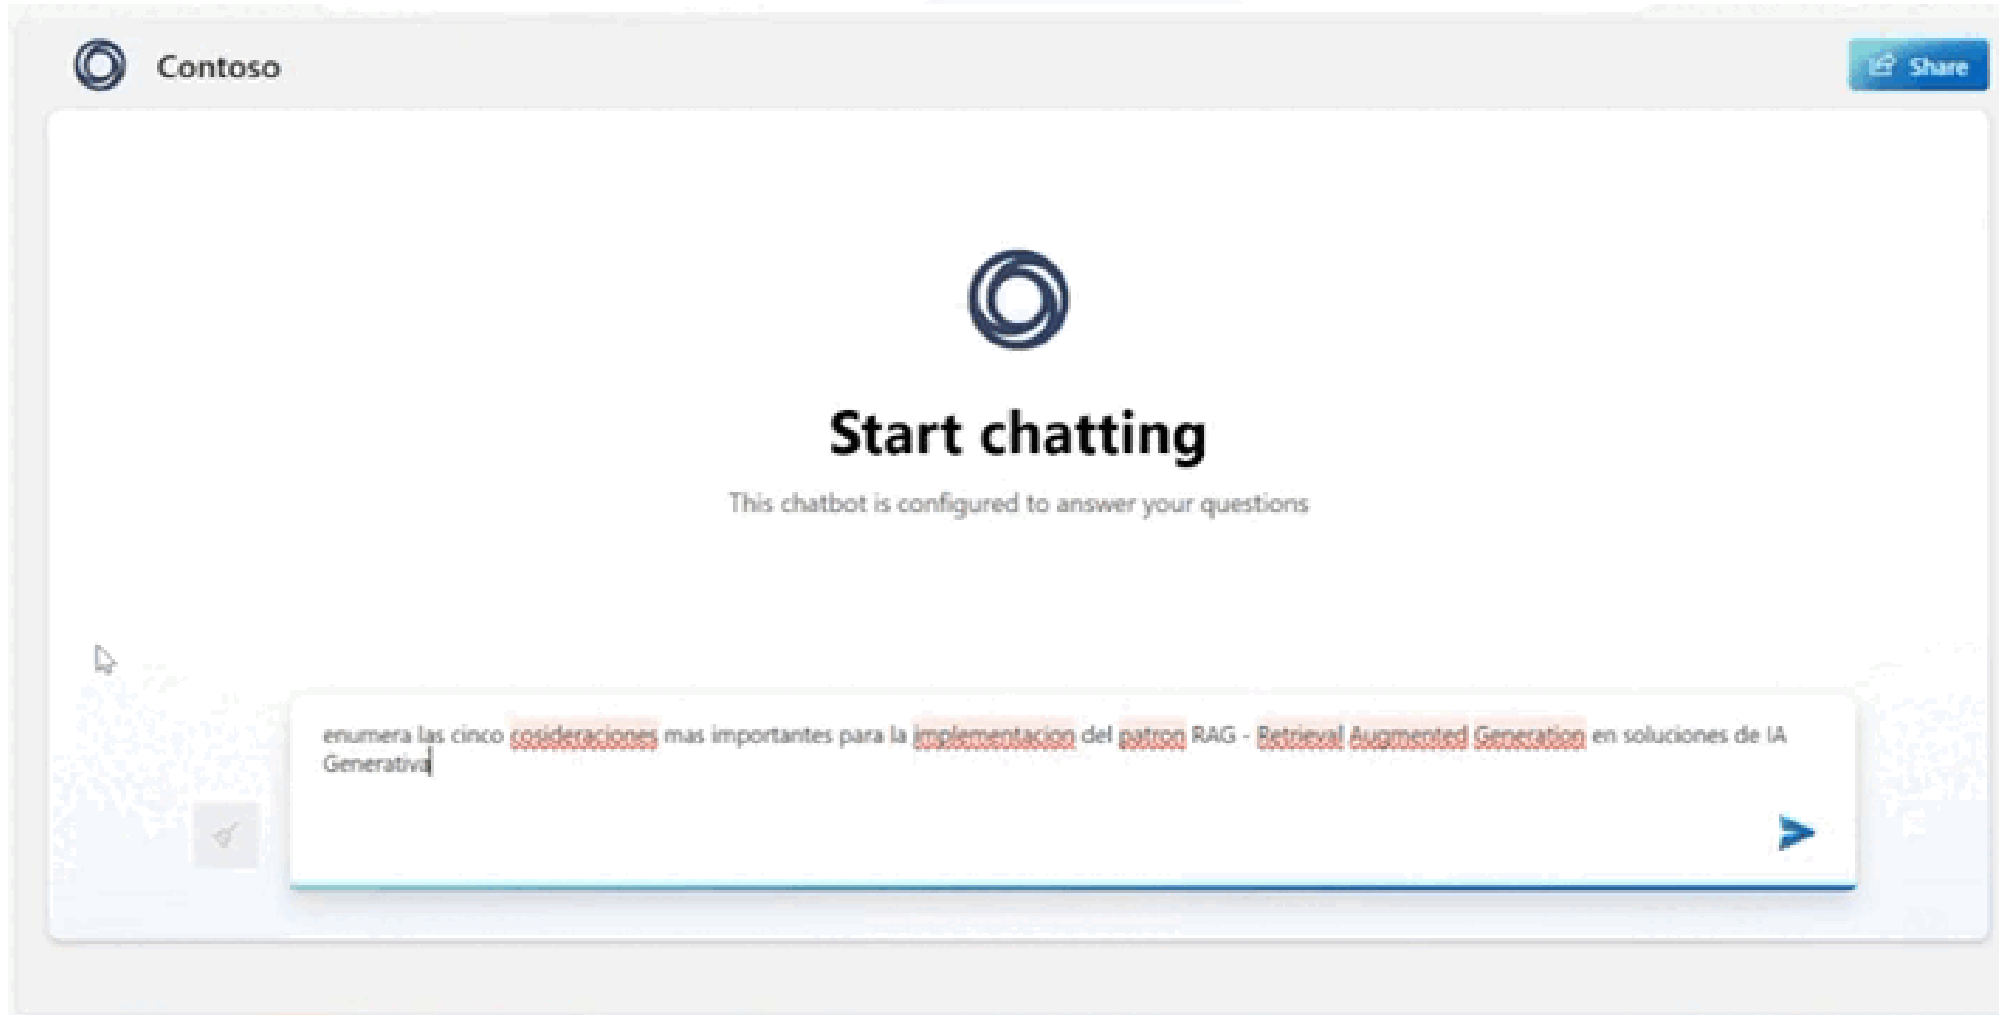 Contoso
Share
Start chatting
This chatbot is configured to answer your questions
enumera las cinco cosideraciones mas importantes para la implementacion del patron RAG - Retrieval Augmented Generation en soluciones de IA
Generativa